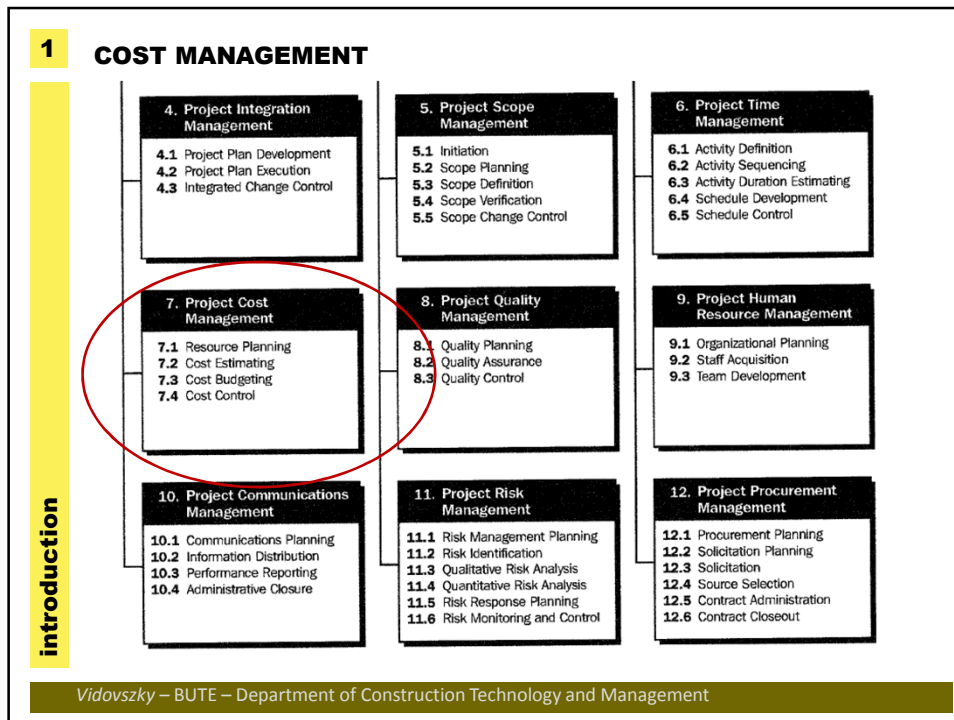 1
COST MANAGEMENT
introduction
4. Project Integration
Management
4.1 Project Plan Development
4.2 Project Plan Execution
4.3 Integrated Change Control
5. Project Scope
Management
5.1 Initiation
5.2 Scope Planning
5.3 Scope Definition
5.4 Scope Verification
5.5 Scope Change Control
6. Project Time
Management
6.1 Activity Definition
6.2 Activity Sequencing
6.3 Activity Duration Estimating
6.4 Schedule Development
6.5 Schedule Control
7. Project Cost
Management
7.1 Resource Planning
7.2 Cost Estimating
7.3 Cost Budgeting
7.4 Cost Control
8. Project Quality
Management
8.1 Quality Planning
8.2 Quality Assurance
8.3 Quality Control
9. Project Human
Resource Management
9.1 Organizational Planning
9.2 Staff Acquisition
9.3 Team Development
10. Project Communications
Management
10.1 Communications Planning
10.2 Information Distribution
10.3 Performance Reporting
10.4 Administrative Closure
11. Project Risk
Management
11.1 Risk Management Planning
11.2 Risk Identification
11.3 Qualitative Risk Analysis
11.4 Quantitative Risk Analysis
11.5 Risk Response Planning
11.6 Risk Monitoring and Control
12. Project Procurement
Management
12.1 Procurement Planning
12.2 Solicitation Planning
12.3 Solicitation
12.4 Source Selection
12.5 Contract Administration
12.6 Contract Closeout
Vidovszky – BUTE – Department of Construction Technology and Management